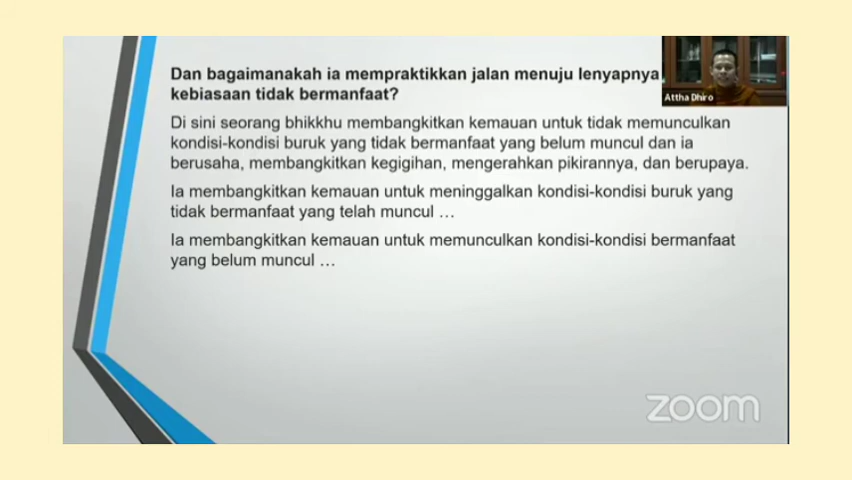 Dan bagaimanakah ia mempraktikkan jalan menuju lenyapnya
kebiasaan tidak bermanfaat?
Attha Dhiro
Di sini seorang bhikkhu membangkitkan kemauan untuk tidak memunculkan
kondisi-kondisi buruk yang tidak bermanfaat yang belum muncul dan ia
berusaha, membangkitkan kegigihan, mengerahkan pikirannya, dan berupaya.
Ia membangkitkan kemauan untuk meninggalkan kondisi-kondisi buruk yang
tidak bermanfaat yang telah muncul …
Ia membangkitkan kemauan untuk memunculkan kondisi-kondisi bermanfaat
yang belum muncul …
zoom